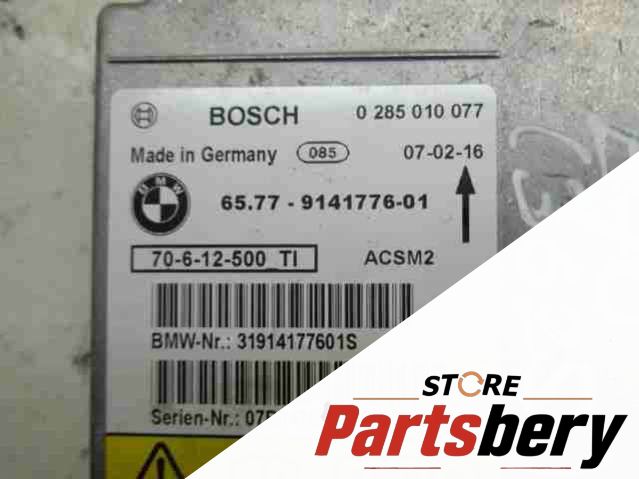 BOSCH 0 285 010 077
Made in Germany 085 07-02-16
BMW 65.77 - 9141776-01
70-6-12-500_TI ACSM2
BMW-Nr.: 31914177601S
Serien-Nr.:
STORE
Partsbery